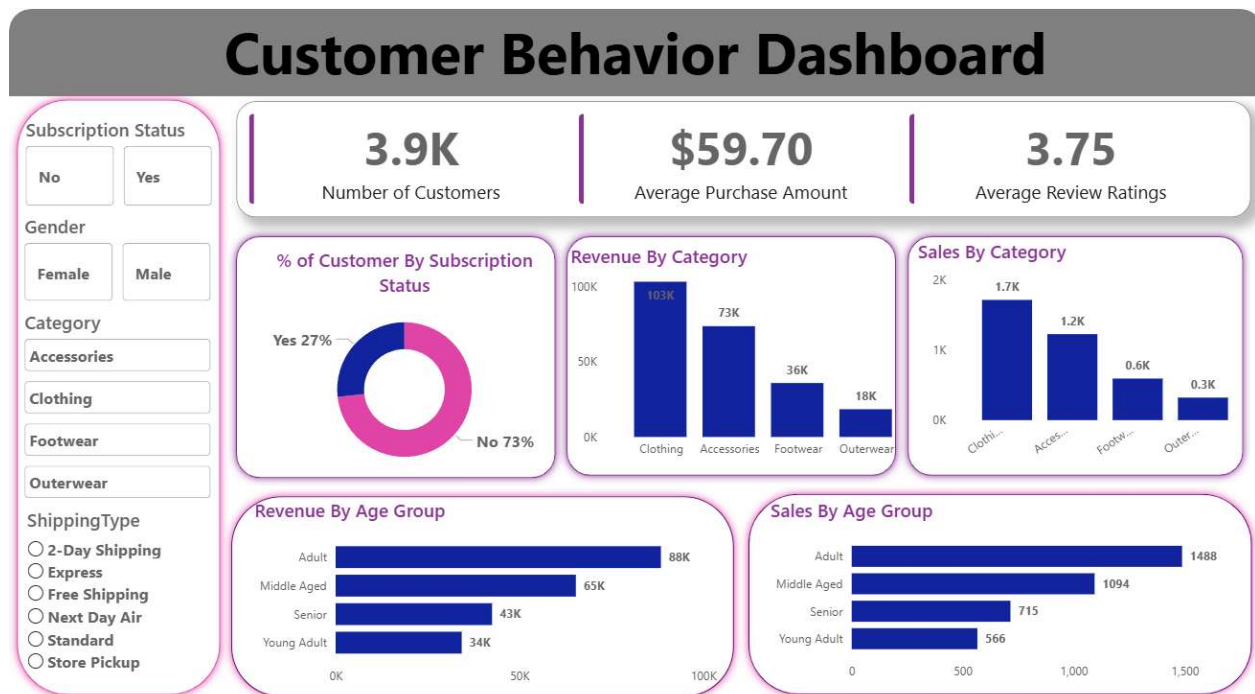 Customer Behavior Dashboard
Subscription Status
No
Yes
Gender
Female
Male
Category
Accessories
Clothing
Footwear
Outerwear
ShippingType
2-Day Shipping
Express
Free Shipping
Next Day Air
Standard
Store Pickup
3.9K
Number of Customers
$59.70
Average Purchase Amount
3.75
Average Review Ratings
% of Customer By Subscription
Status
Yes 27%
No 73%
Revenue By Category
100K
50K
0K
103K
73K
36K
18K
Clothing
Accessories
Footwear
Outerwear
Sales By Category
2K
1K
0K
1.7K
1.2K
0.6K
0.3K
Clothi...
Acces...
Footw...
Outer...
Revenue By Age Group
Adult
88K
Middle Aged
65K
Senior
43K
Young Adult
34K
0K
50K
100K
Sales By Age Group
Adult
1488
Middle Aged
1094
Senior
715
Young Adult
566
0
500
1,000
1,500